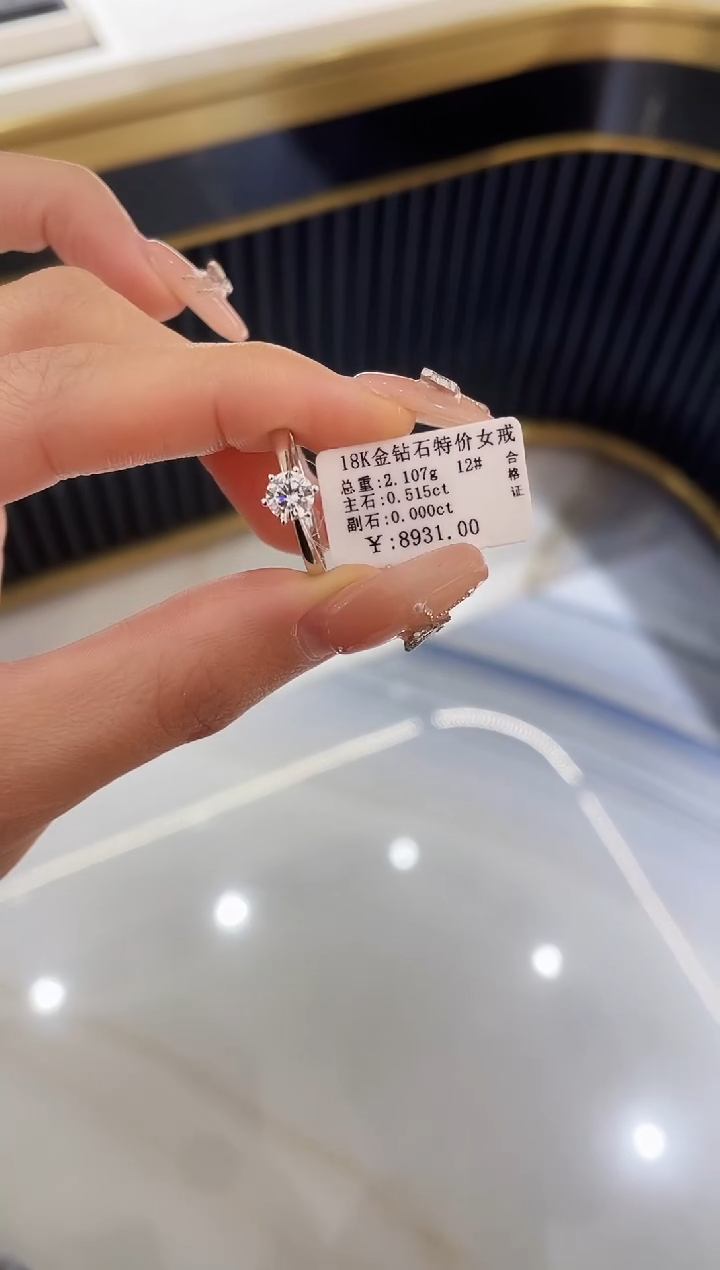 18K金钻石特价女戒
总重:2.107g 12#
主石:0.515ct
副石:0.000ct
¥:8931.00
合格证